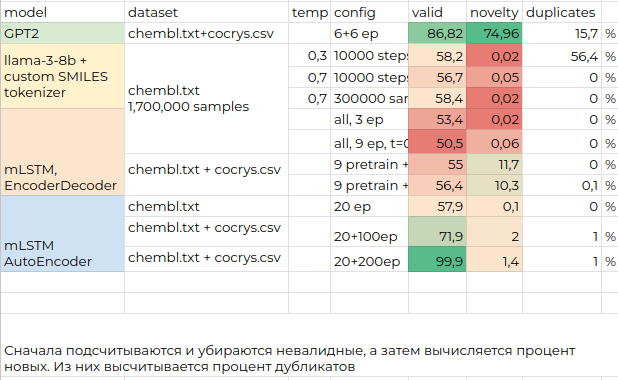 model dataset temp config valid novelty duplicates
GPT2 chembl.txt+cocrys.csv 6+6 ep 86,82 74,96 15,7 %
llama-3-8b +
custom SMILES
tokenizer
chembl.txt
1,700,000 samples
0,3 10000 steps 58,2 0,02 56,4 %
0,7 10000 steps 56,7 0,05 0 %
0,7 300000 sar 58,4 0,02 0 %
mLSTM,
EncoderDecoder
all, 3 ep 53,4 0,02 0 %
all, 9 ep, t=0 50,5 0,06 0 %
chembl.txt + cocrys.csv
9 pretrain + 55 11,7 0 %
9 pretrain + 56,4 10,3 0,1 %
mLSTM
AutoEncoder
chembl.txt 20 ep 57,9 0,1 0 %
chembl.txt + cocrys.csv 20+100ep 71,9 2 1 %
chembl.txt + cocrys.csv 20+200ep 99,9 1,4 1 %
Сначала подсчитываются и убираются невалидные, а затем вычисляется процент
новых. Из них высчитывается процент дубликатов